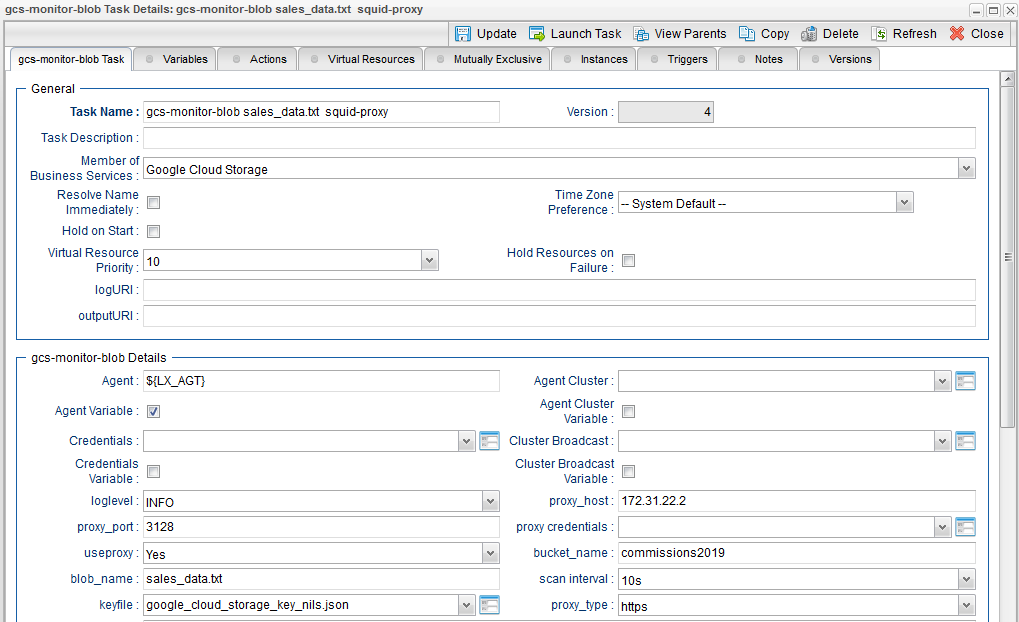 gcs-monitor-blob Task Details: gcs-monitor-blob sales_data.txt squid-proxy
Update Launch Task View Parents Copy Delete Refresh Close
gcs-monitor-blob Task Variables Actions Virtual Resources Mutually Exclusive Instances Triggers Notes Versions
General
Task Name : gcs-monitor-blob sales_data.txt squid-proxy Version : 4
Task Description :
Member of
Business Services : Google Cloud Storage
Resolve Name
Immediately :
Time Zone
Preference : -- System Default --
Hold on Start :
Virtual Resource
Priority : 10
Hold Resources on
Failure :
logURI :
outputURI :
gcs-monitor-blob Details
Agent : ${LX_AGT} Agent Cluster :
Agent Variable :
Agent Cluster
Variable :
Credentials : Cluster Broadcast :
Credentials
Variable :
Cluster Broadcast
Variable :
loglevel : INFO proxy_host : 172.31.22.2
proxy_port : 3128 proxy credentials :
useproxy : Yes bucket_name : commissions2019
blob_name : sales_data.txt scan interval : 10s
keyfile : google_cloud_storage_key_nils.json proxy_type : https